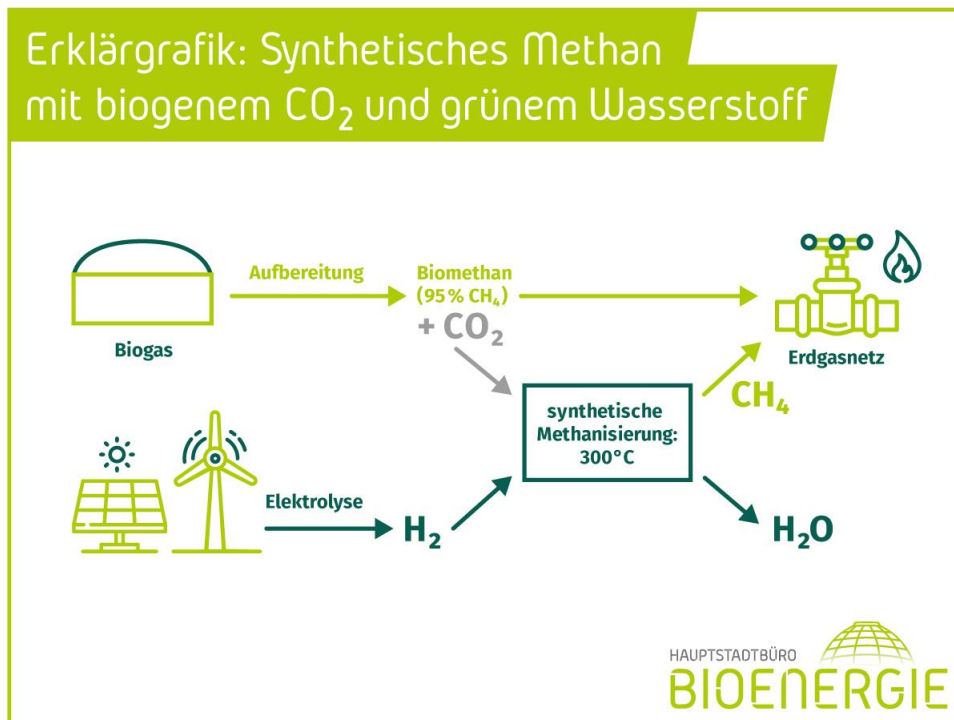 Erklärgrafik: Synthetisches Methan
mit biogenem CO₂ und grünem Wasserstoff
Aufbereitung
Biomethan
(95 % CH₄)
+ CO₂
Biogas
Erdgasnetz
CH₄
synthetische
Methanisierung:
300°C
Elektrolyse
H₂
H₂O
HAUPTSTADTBÜRO
BIOENERGIE